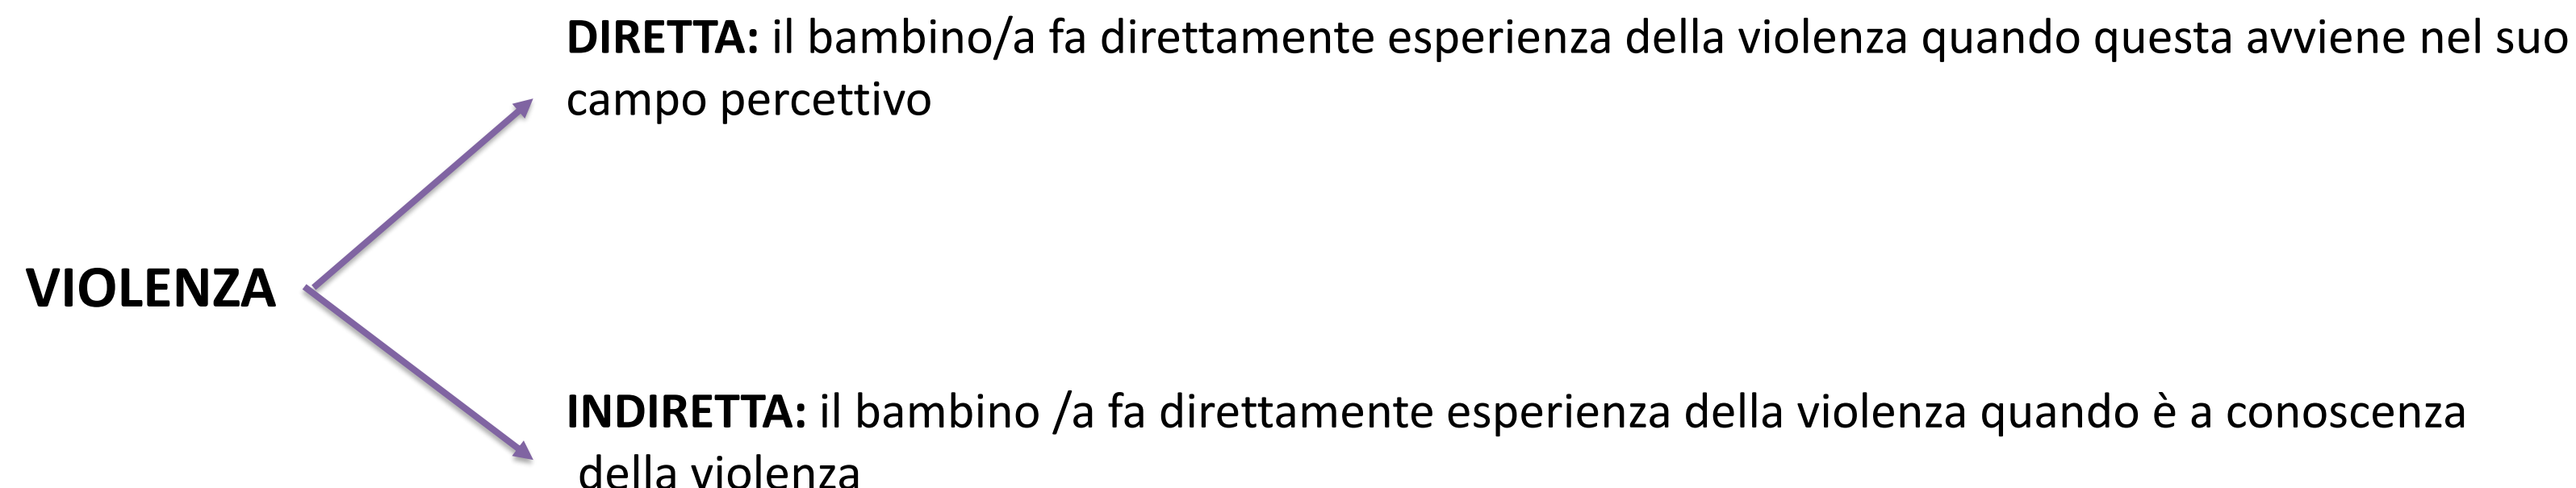 DIRETTA: il bambino/a fa direttamente esperienza della violenza quando questa avviene nel suo
campo percettivo
VIOLENZA
INDIRETTA: il bambino /a fa direttamente esperienza della violenza quando è a conoscenza
della violenza